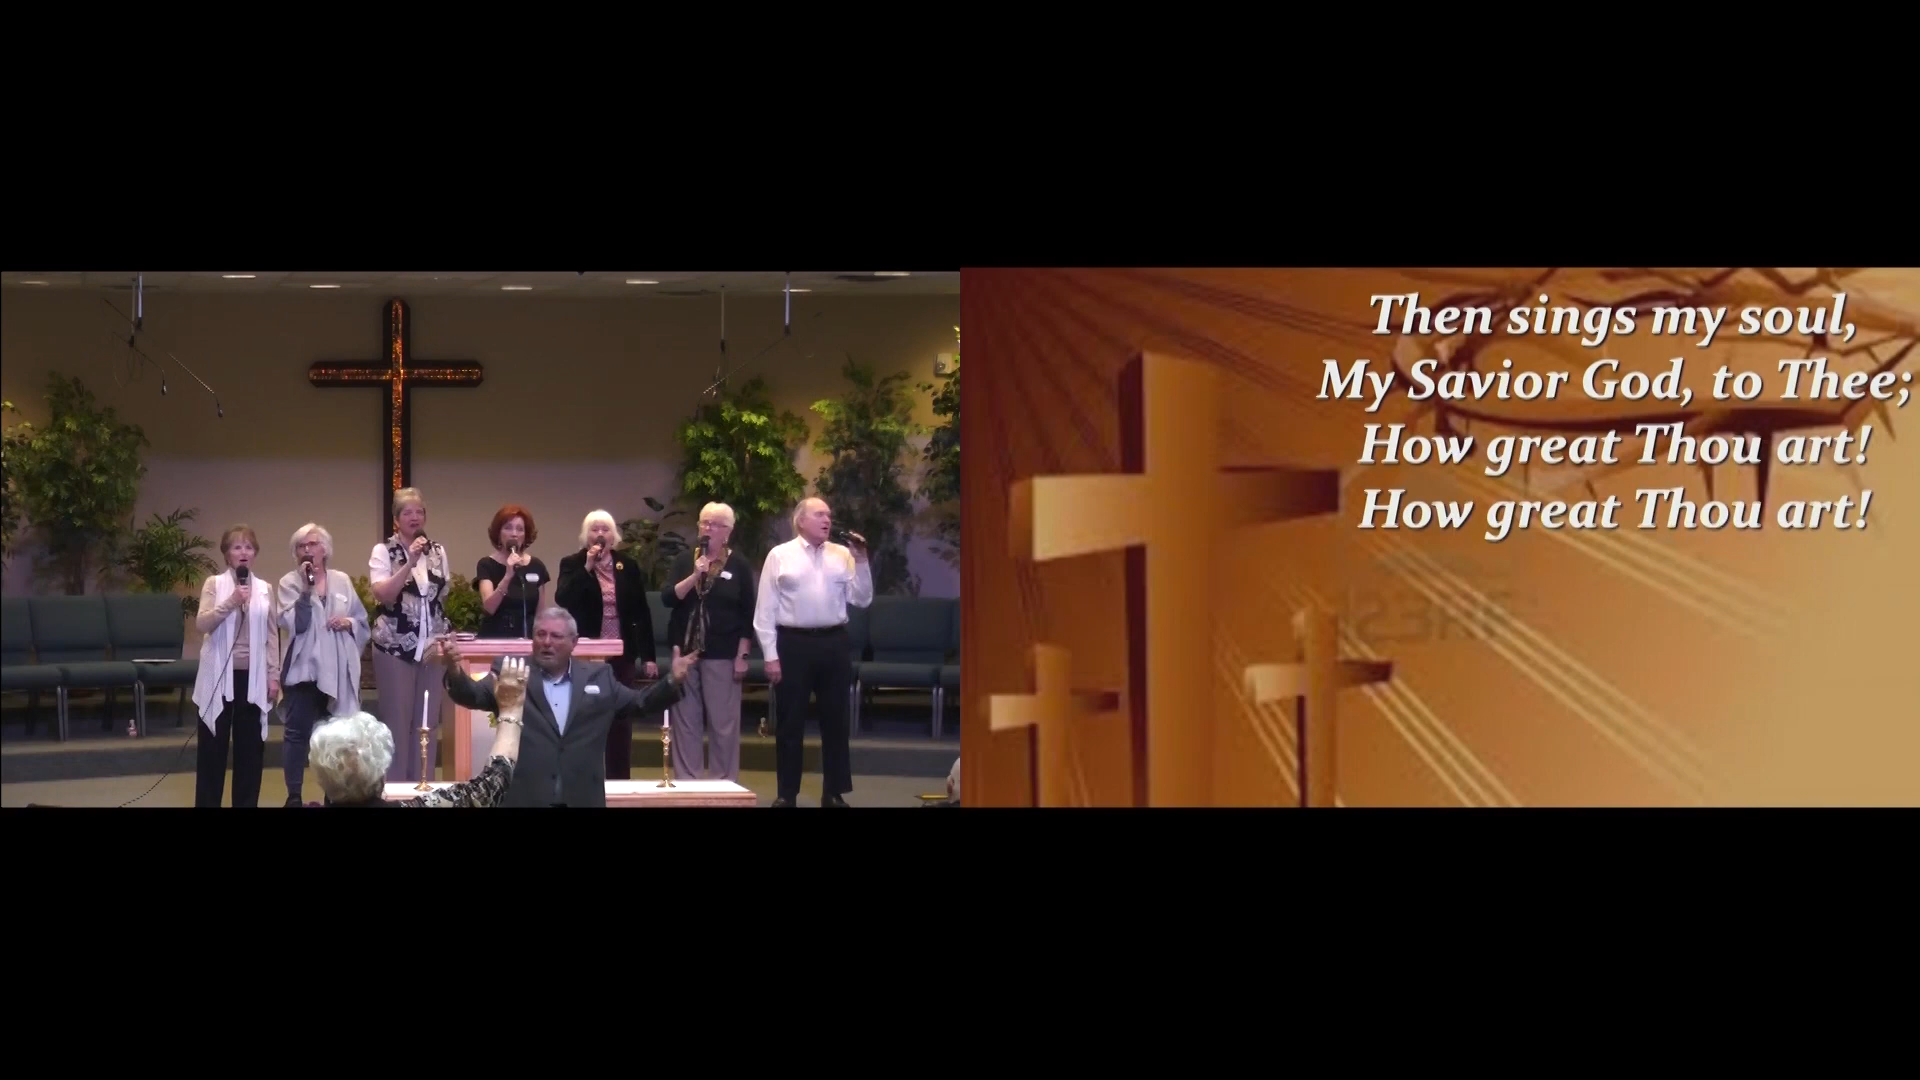 Then sings my soul,
My Savior God, to Thee;
How great Thou art!
How great Thou art!